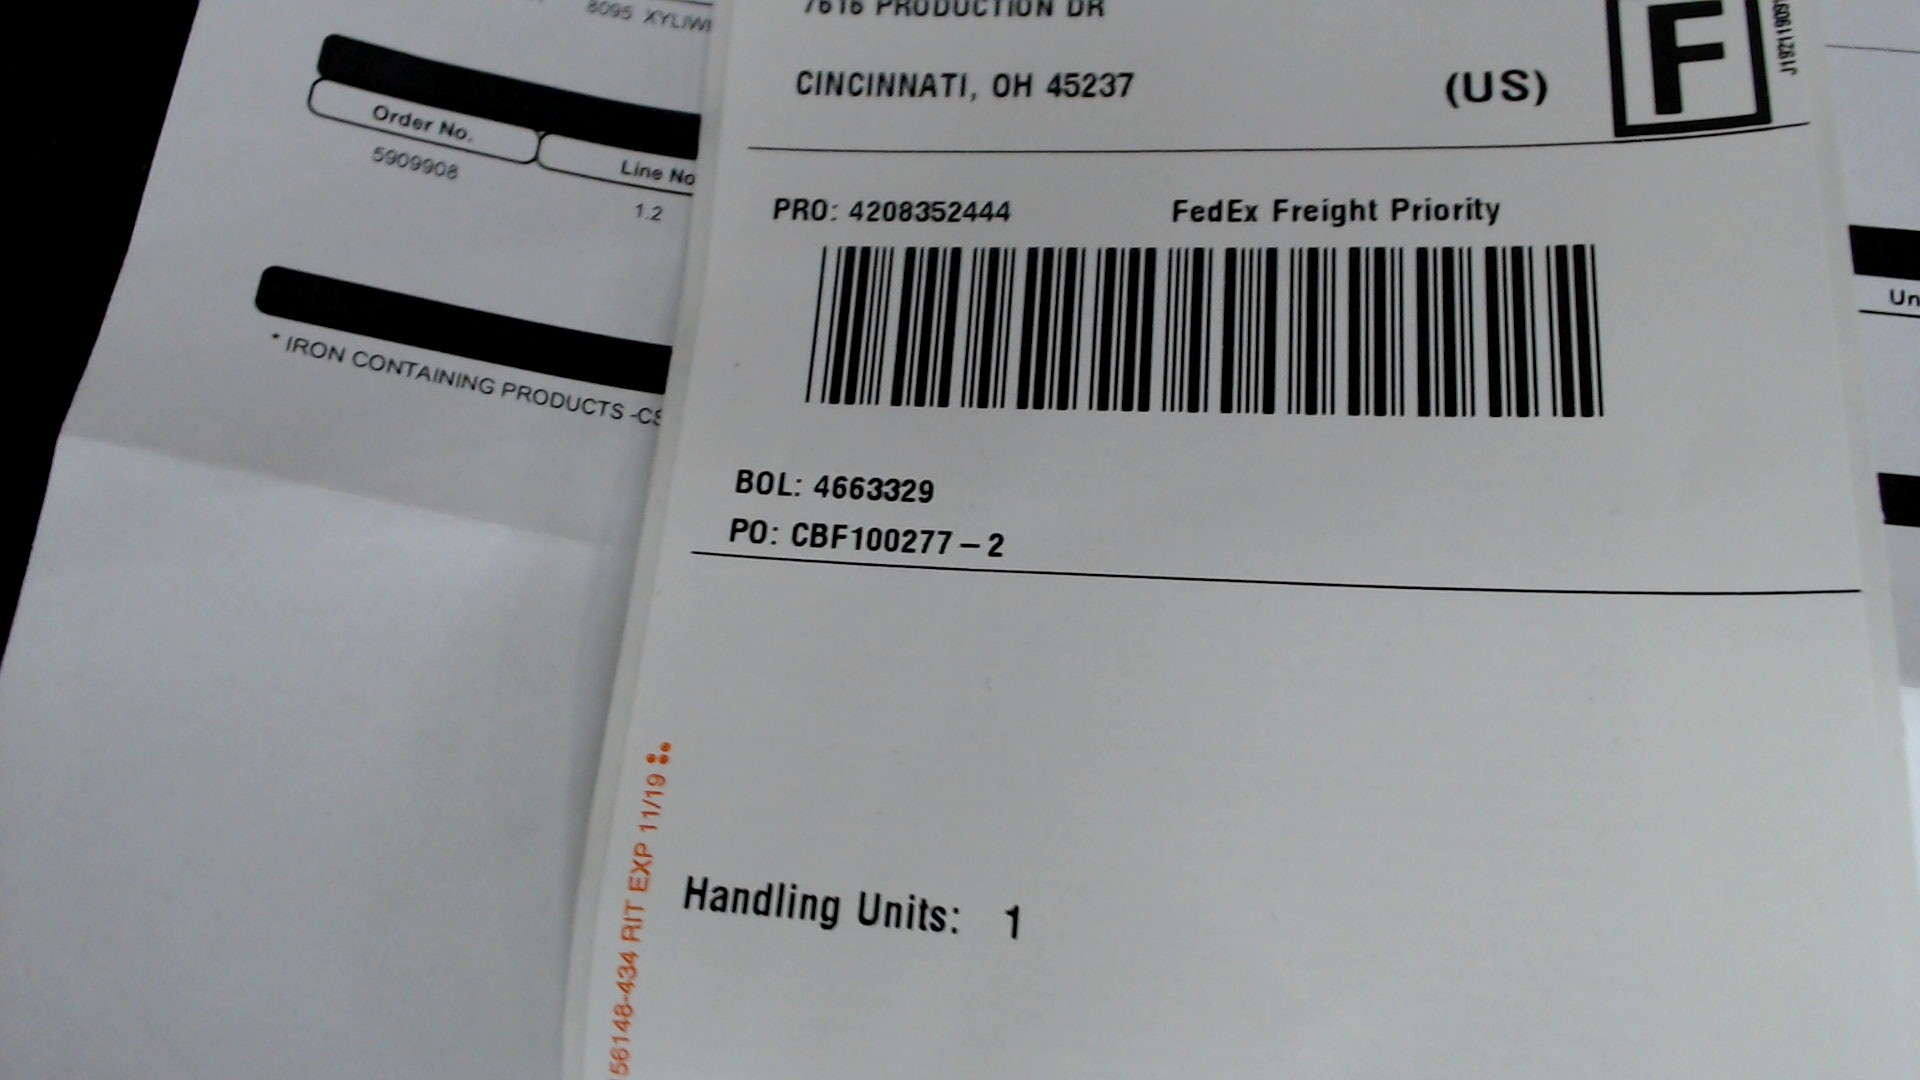 8095
Order No.
Line No
5909908
1.2
* IRON CONTAINING PRODUCTS -CS
7616 PRODUCTION DR
CINCINNATI, OH 45237
(US)
F
PRO: 4208352444
FedEx Freight Priority
BOL: 4663329
PO: CBF100277-2
Handling Units: 1
56148-434 RIT EXP 11/19
Un